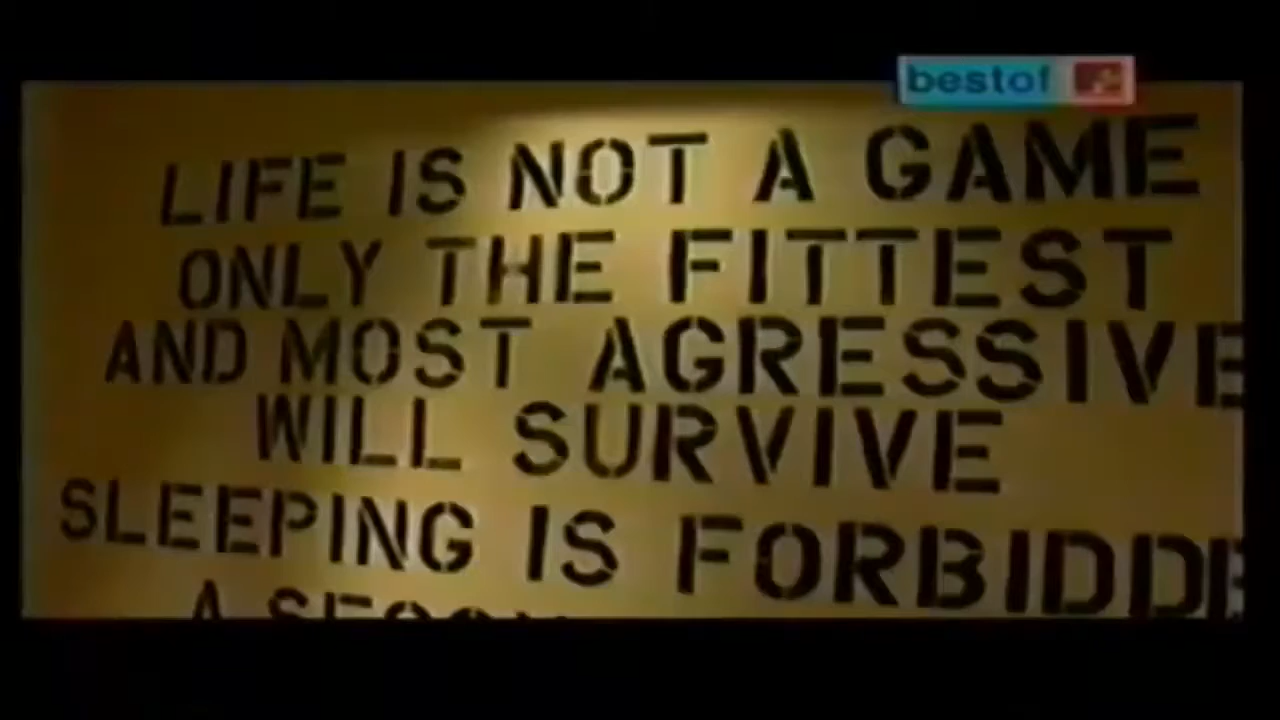 bestof
LIFE IS NOT A GAME
ONLY THE FITTEST
AND MOST AGRESSIVE
WILL SURVIVE
SLEEPING IS FORBIDDE
A